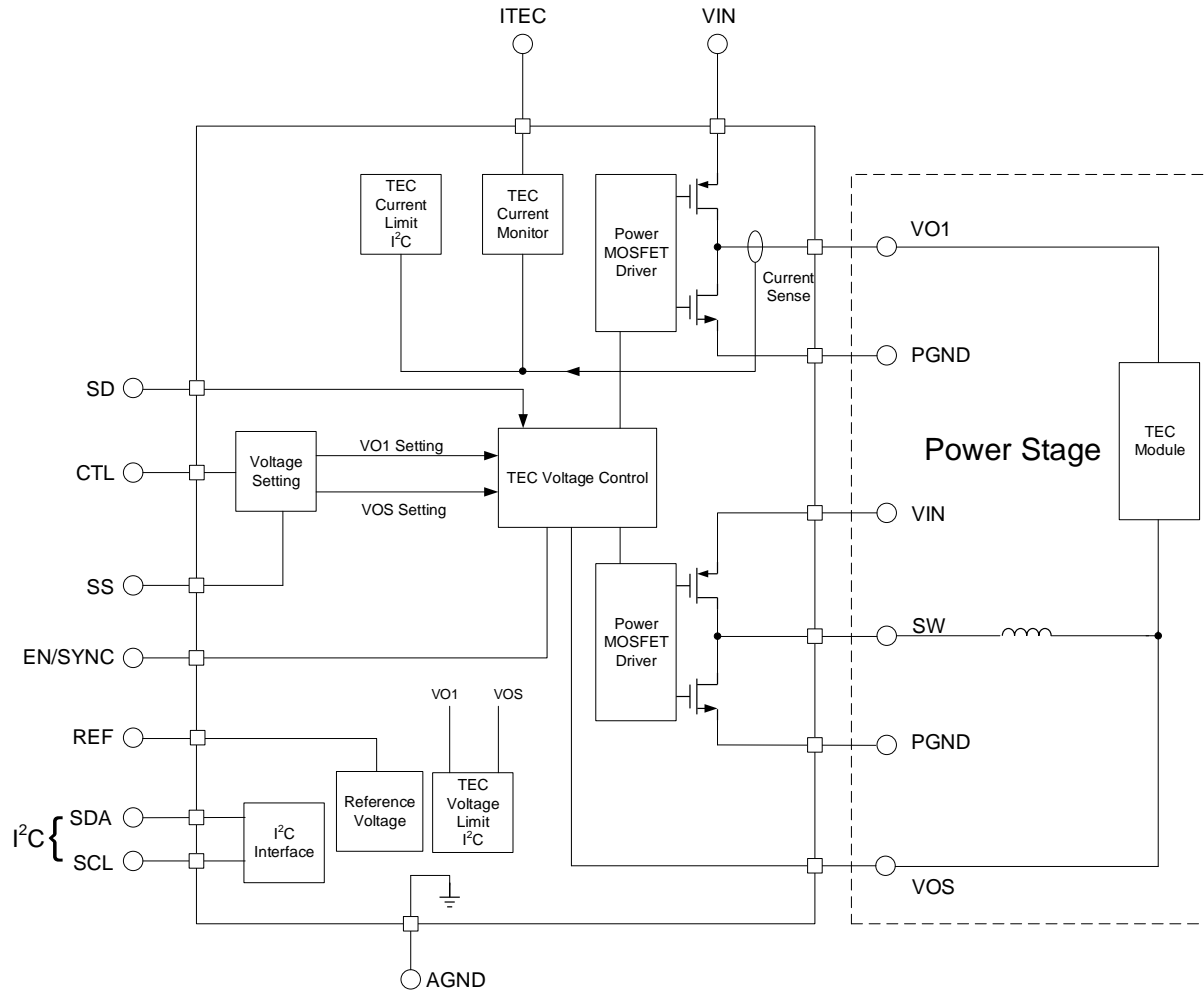 ITEC
VIN
TEC
Current
Limit
I²C
TEC
Current
Monitor
Power
MOSFET
Driver
Current
Sense
VO1
PGND
SD
CTL
SS
EN/SYNC
REF
I²C {
SDA
SCL
Voltage
Setting
VO1 Setting
VOS Setting
TEC Voltage Control
Power Stage
TEC
Module
VIN
Power
MOSFET
Driver
SW
PGND
VO1
VOS
TEC
Voltage
Limit
I²C
Reference
Voltage
I²C
Interface
VOS
AGND